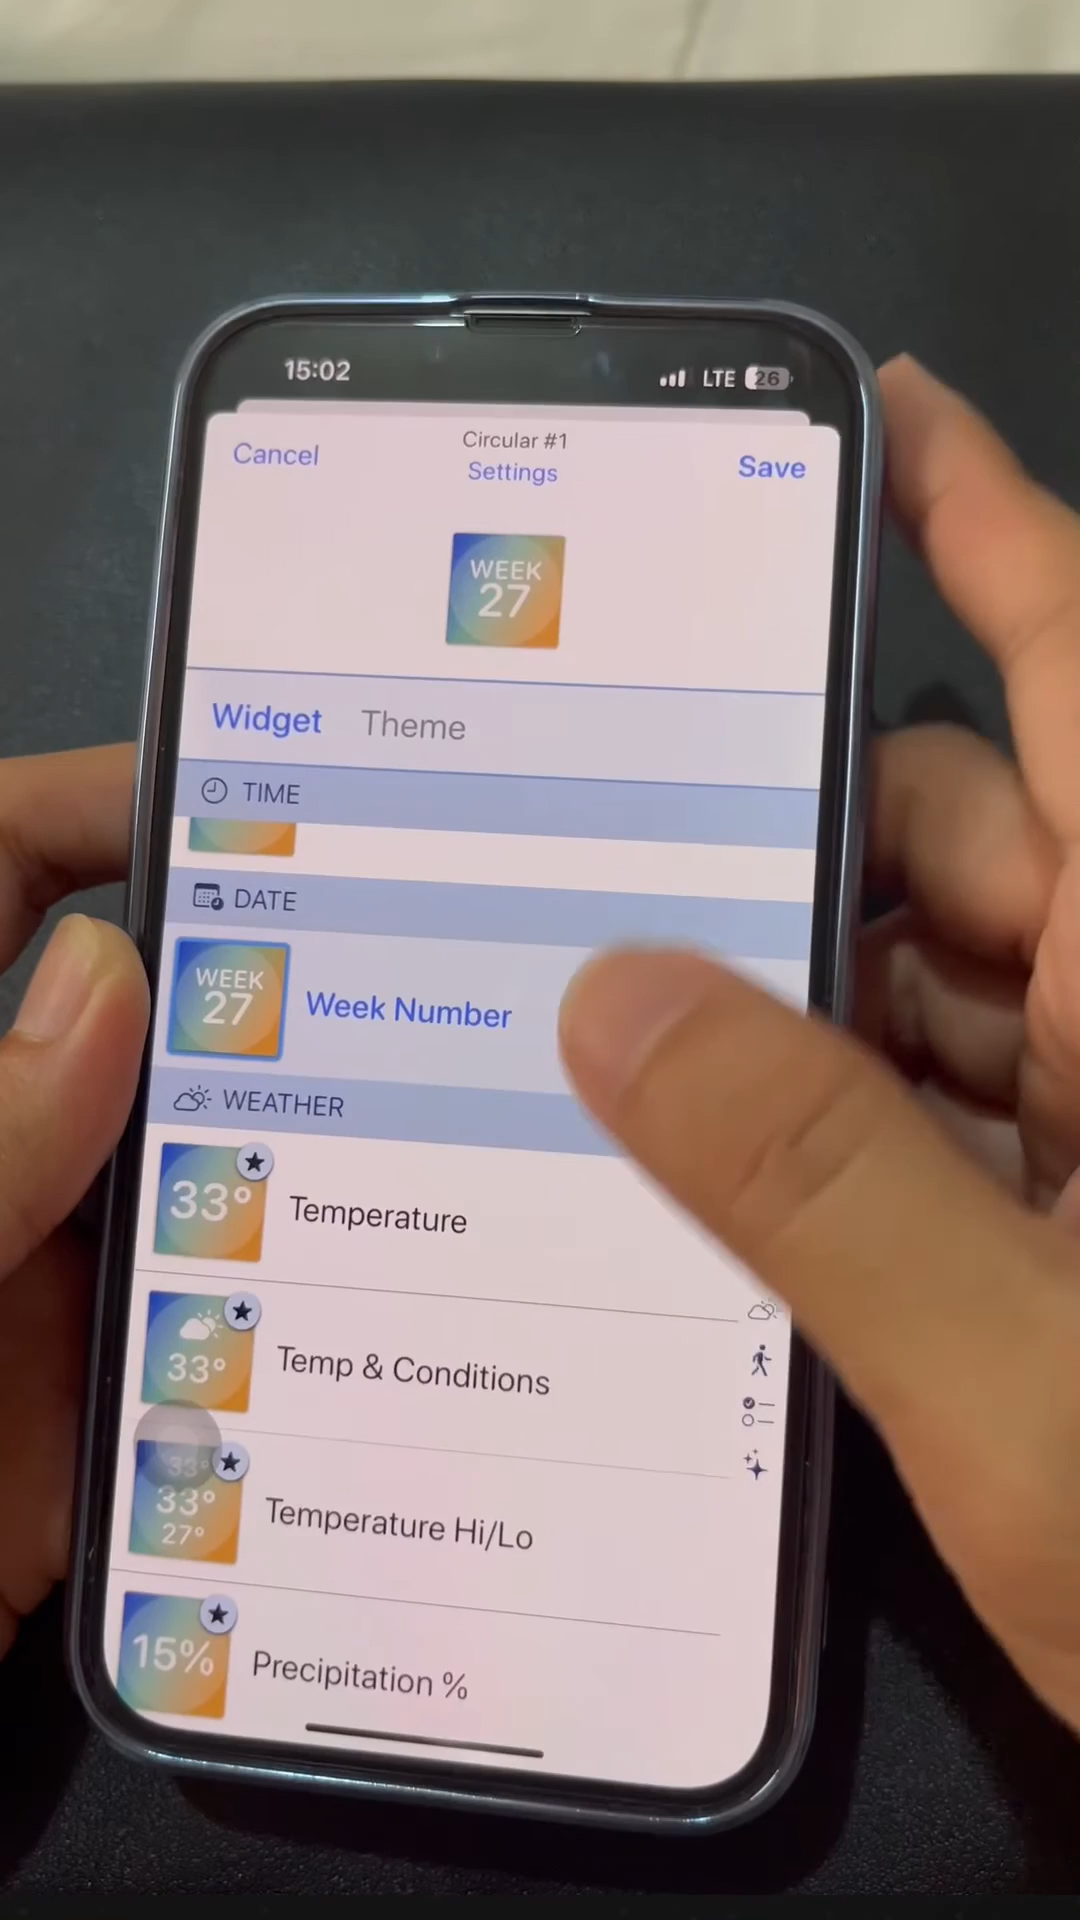 15:02
LTE 26
Circular #1
Cancel
Settings
Save
WEEK
27
Widget Theme
TIME
DATE
WEEK
27
Week Number
WEATHER
33°
Temperature
33°
Temp & Conditions
33°
33°
27°
Temperature Hi/Lo
15%
Precipitation %